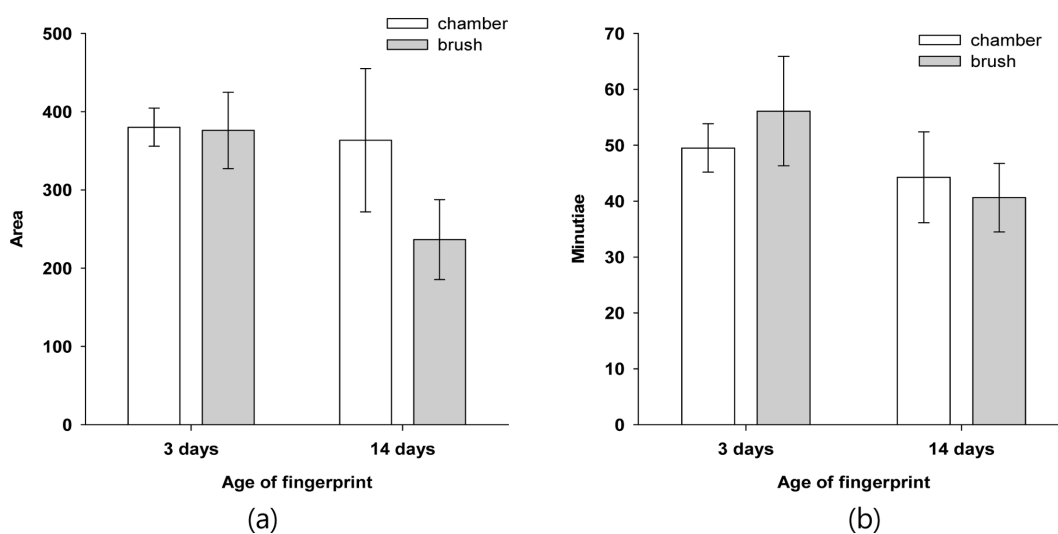 chamber
brush
500
400
300
200
100
0
Area
3 days
14 days
Age of fingerprint
(a)
chamber
brush
70
60
50
40
30
20
10
0
Minutiae
3 days
14 days
Age of fingerprint
(b)